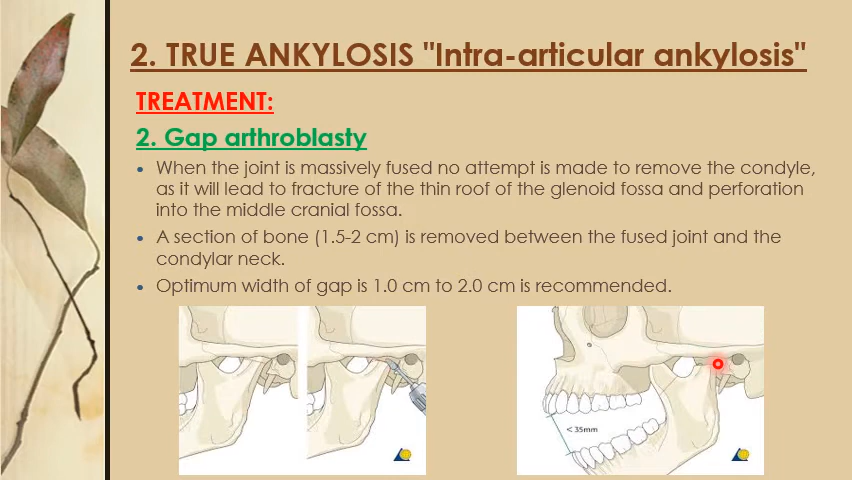 2. TRUE ANKYLOSIS "Intra-articular ankylosis"
TREATMENT:
2. Gap arthroblasty
• When the joint is massively fused no attempt is made to remove the condyle,
as it will lead to fracture of the thin roof of the glenoid fossa and perforation
into the middle cranial fossa.
• A section of bone (1.5-2 cm) is removed between the fused joint and the
condylar neck.
• Optimum width of gap is 1.0 cm to 2.0 cm is recommended.
< 35mm